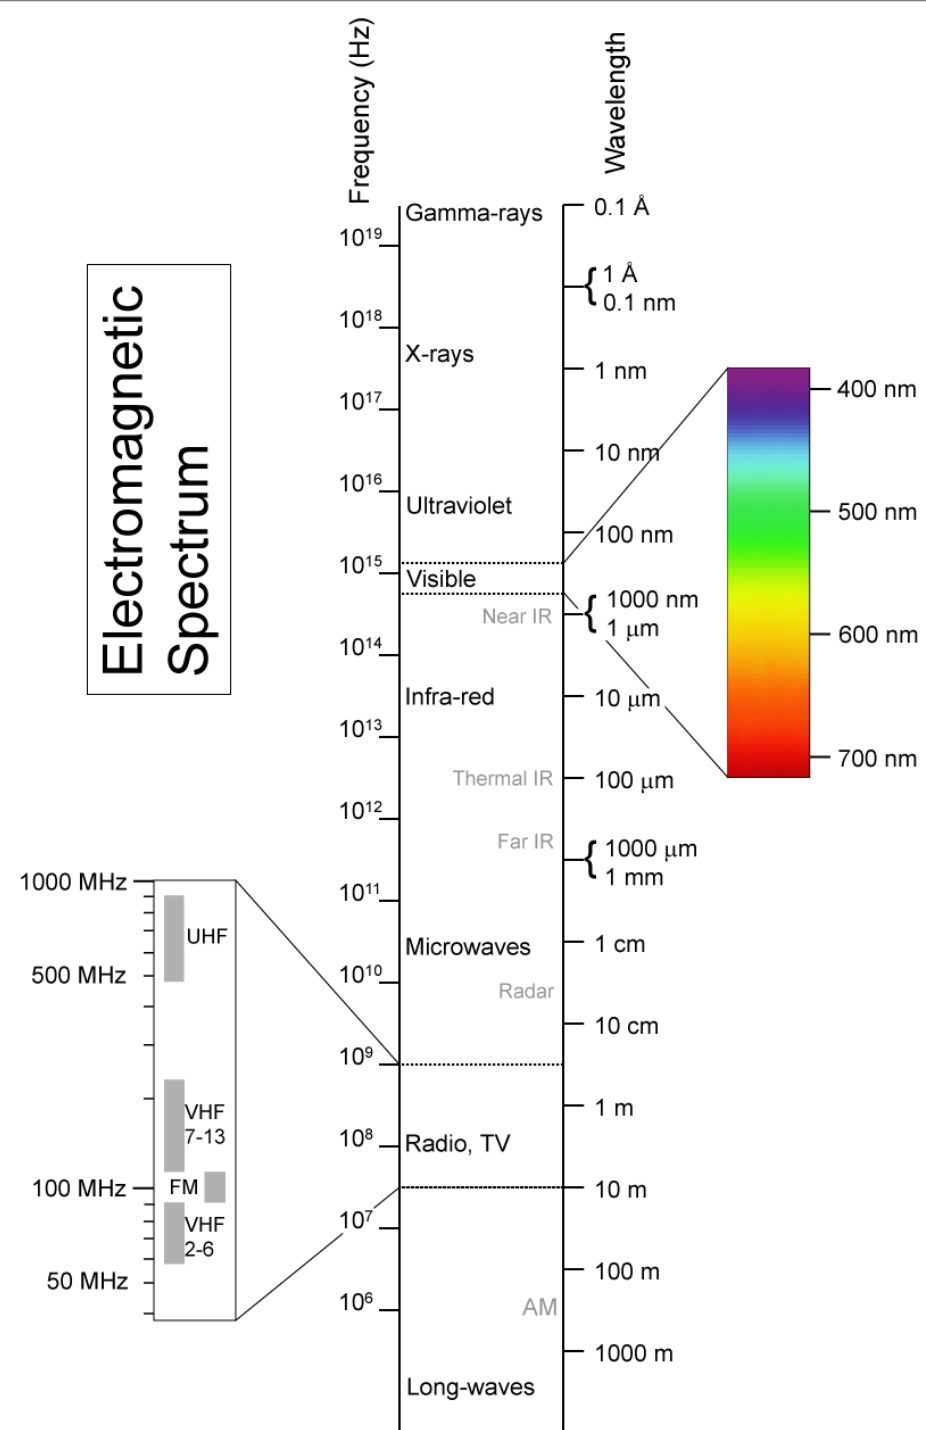 Electromagnetic
Spectrum
Frequency (Hz)
Wavelength
10¹⁹
10¹⁸
10¹⁷
10¹⁶
10¹⁵
10¹⁴
10¹³
10¹²
10¹¹
10¹⁰
10⁹
10⁸
10⁷
10⁶
Gamma-rays
X-rays
Ultraviolet
Visible
Near IR
Infra-red
Thermal IR
Far IR
Microwaves
Radar
Radio, TV
AM
Long-waves
0.1 Å
1 Å
0.1 nm
1 nm
10 nm
100 nm
1000 nm
1 μm
10 μm
100 μm
1000 μm
1 mm
1 cm
10 cm
1 m
10 m
100 m
1000 m
400 nm
500 nm
600 nm
700 nm
1000 MHz
500 MHz
100 MHz
50 MHz
UHF
VHF
7-13
FM
VHF
2-6